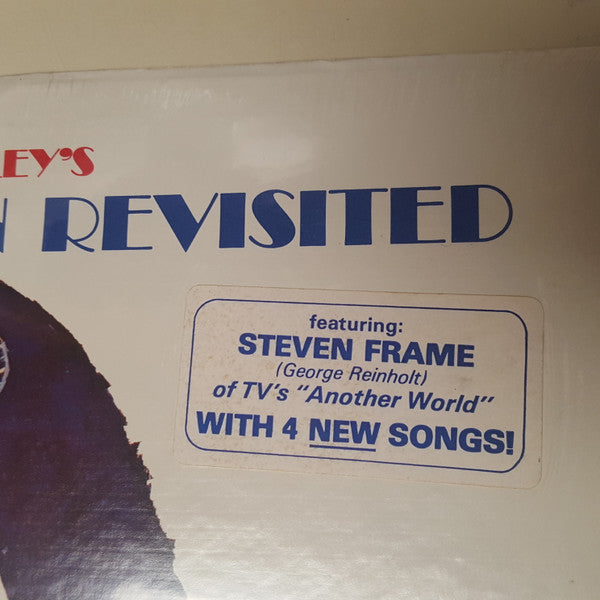 LEY'S
N REVISITED
featuring:
STEVEN FRAME
(George Reinholt)
of TV's "Another World"
WITH 4 NEW SONGS!